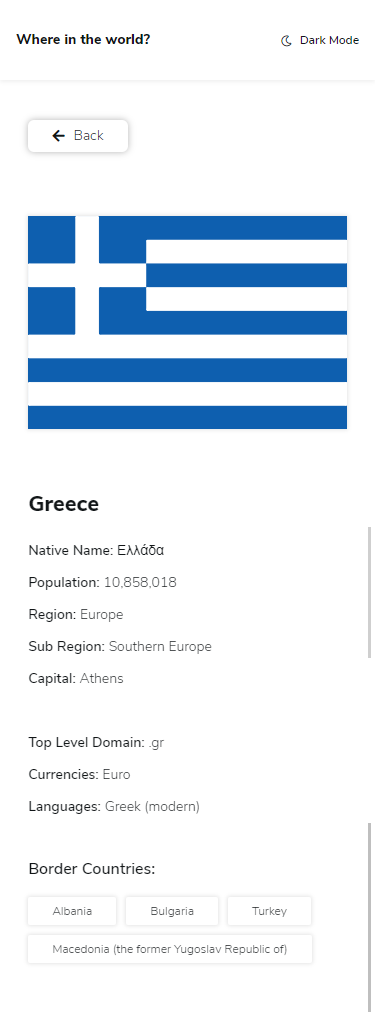 Where in the world?
Dark Mode
Back
Greece
Native Name: Ελλάδα
Population: 10,858,018
Region: Europe
Sub Region: Southern Europe
Capital: Athens
Top Level Domain: .gr
Currencies: Euro
Languages: Greek (modern)
Border Countries:
Albania
Bulgaria
Turkey
Macedonia (the former Yugoslav Republic of)